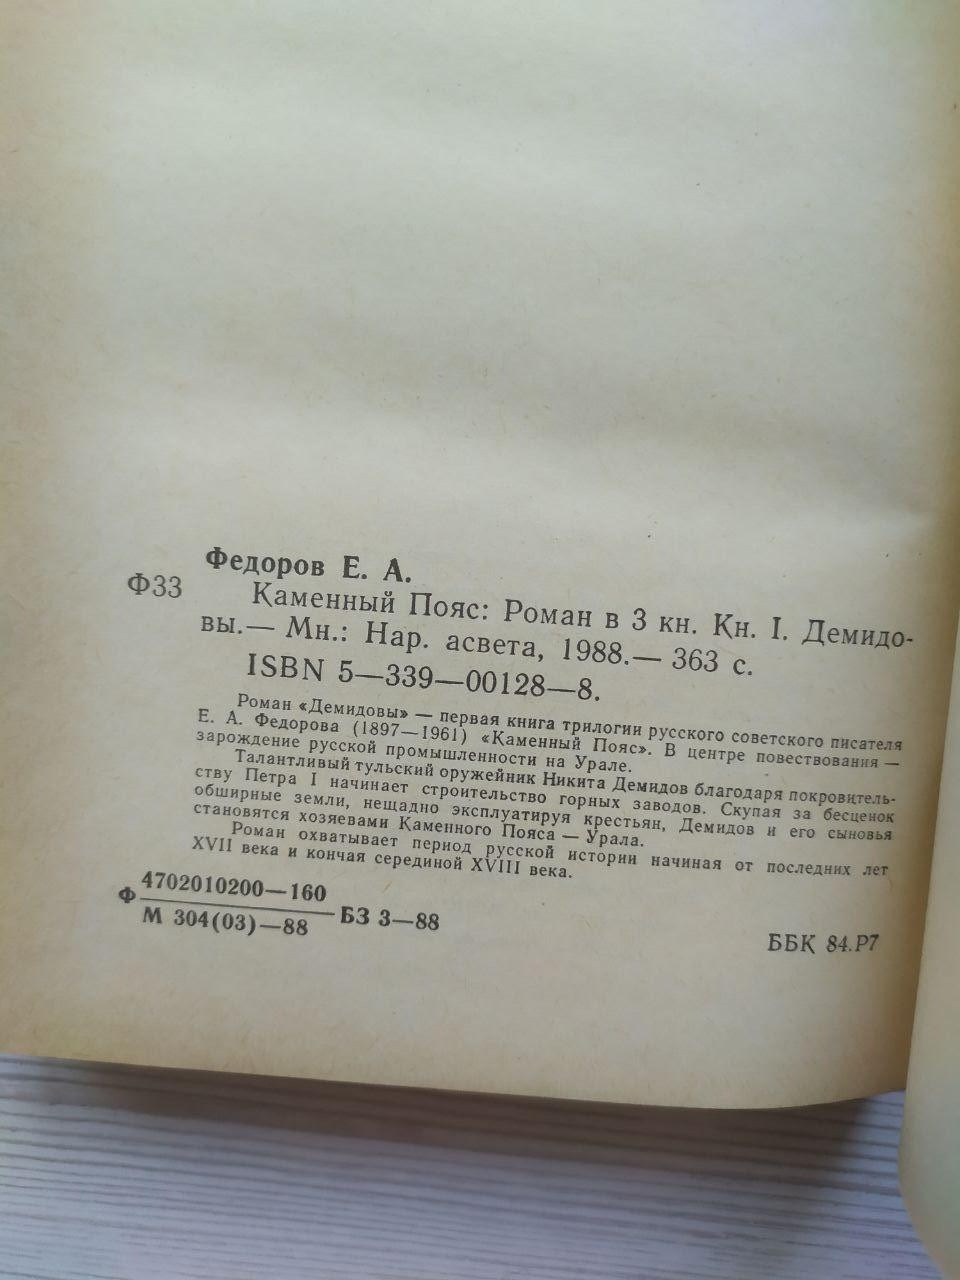 Федоров Е. А.
Ф33
Каменный Пояс: Роман в 3 кн. Кн. I. Демидо-
вы.— Мн.: Нар. асвета, 1988.— 363 с.
ISBN 5—339—00128—8.
Роман «Демидовы» — первая книга трилогии русского советского писателя
Е. А. Федорова (1897—1961) «Каменный Пояс». В центре повествования —
зарождение русской промышленности на Урале.
Талантливый тульский оружейник Никита Демидов благодаря покровитель-
ству Петра I начинает строительство горных заводов. Скупая за бесценок
обширные земли, нещадно эксплуатируя крестьян, Демидов и его сыновья
становятся хозяевами Каменного Пояса — Урала.
Роман охватывает период русской истории начиная от последних лет
XVII века и кончая серединой XVIII века.
Ф 4702010200—160
М 304(03)—88 БЗ 3—88
ББК 84.Р7